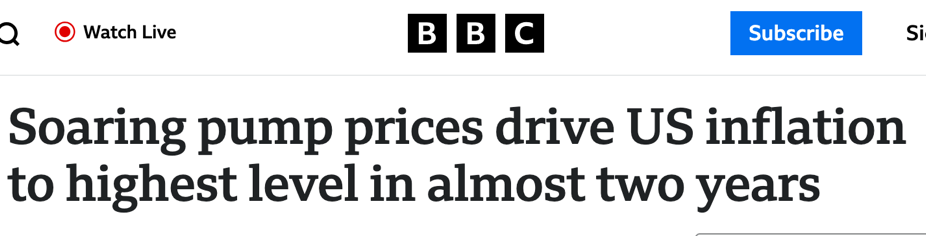 Watch Live
BBC
Subscribe
Soaring pump prices drive US inflation
to highest level in almost two years